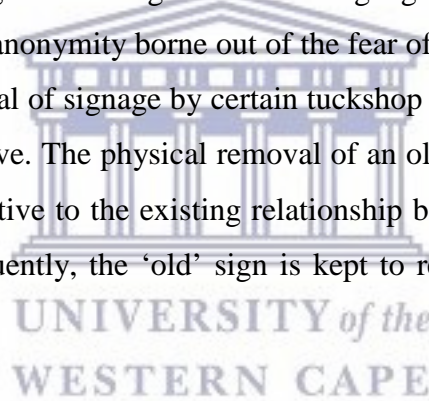 anonymity borne out of the fear of
al of signage by certain tuckshop
ve. The physical removal of an ol
tive to the existing relationship b
uently, the ‘old’ sign is kept to r
UNIVERSITY of the
WESTERN CAPE